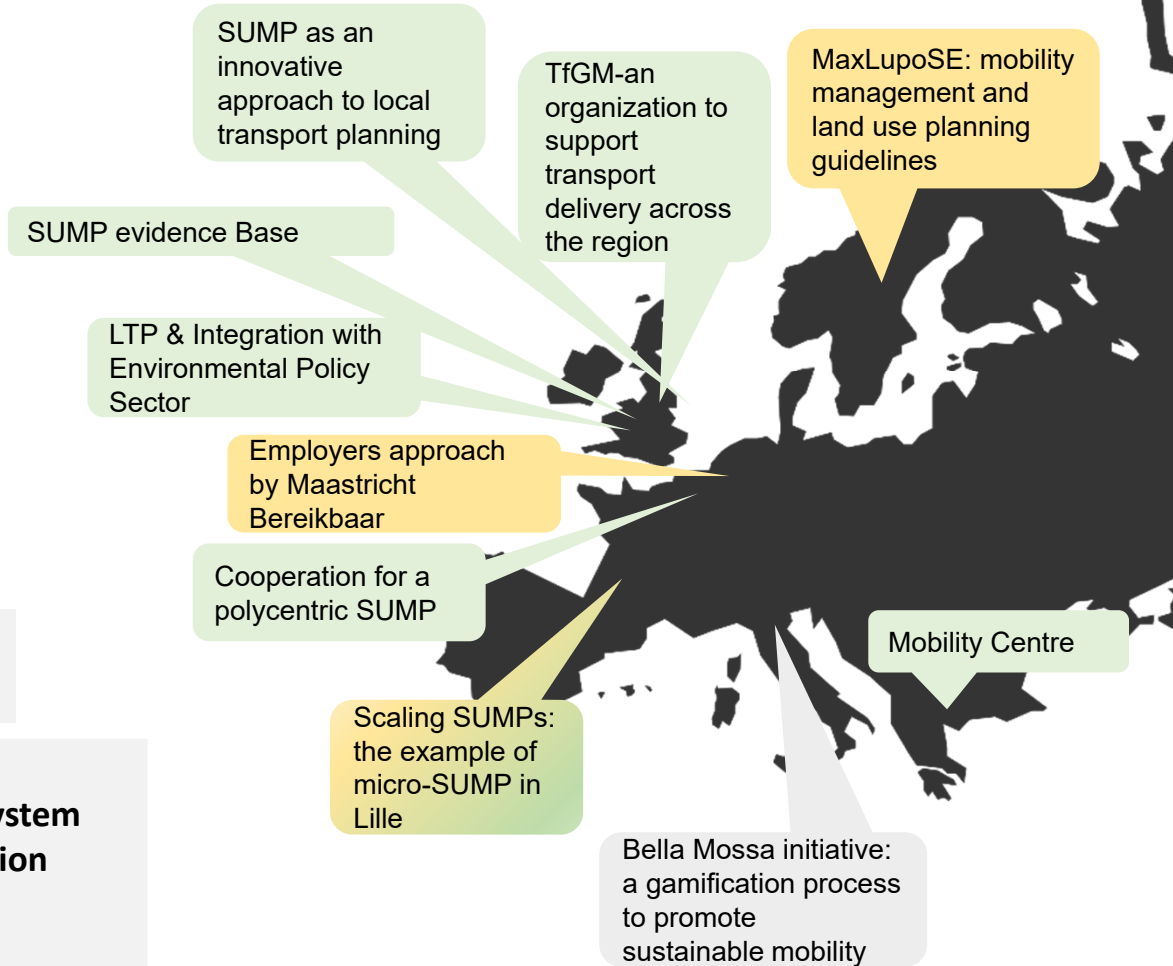 SUMP as an
innovative
approach to local
transport planning
TfGM-an
organization to
support
transport
delivery across
the region
MaxLupoSE: mobility
management and
land use planning
guidelines
SUMP evidence Base
LTP & Integration with
Environmental Policy
Sector
Employers approach
by Maastricht
Bereikbaar
Cooperation for a
polycentric SUMP
Mobility Centre
Scaling SUMPs:
the example of
micro-SUMP in
Lille
Bella Mossa initiative:
a gamification process
to promote
sustainable mobility